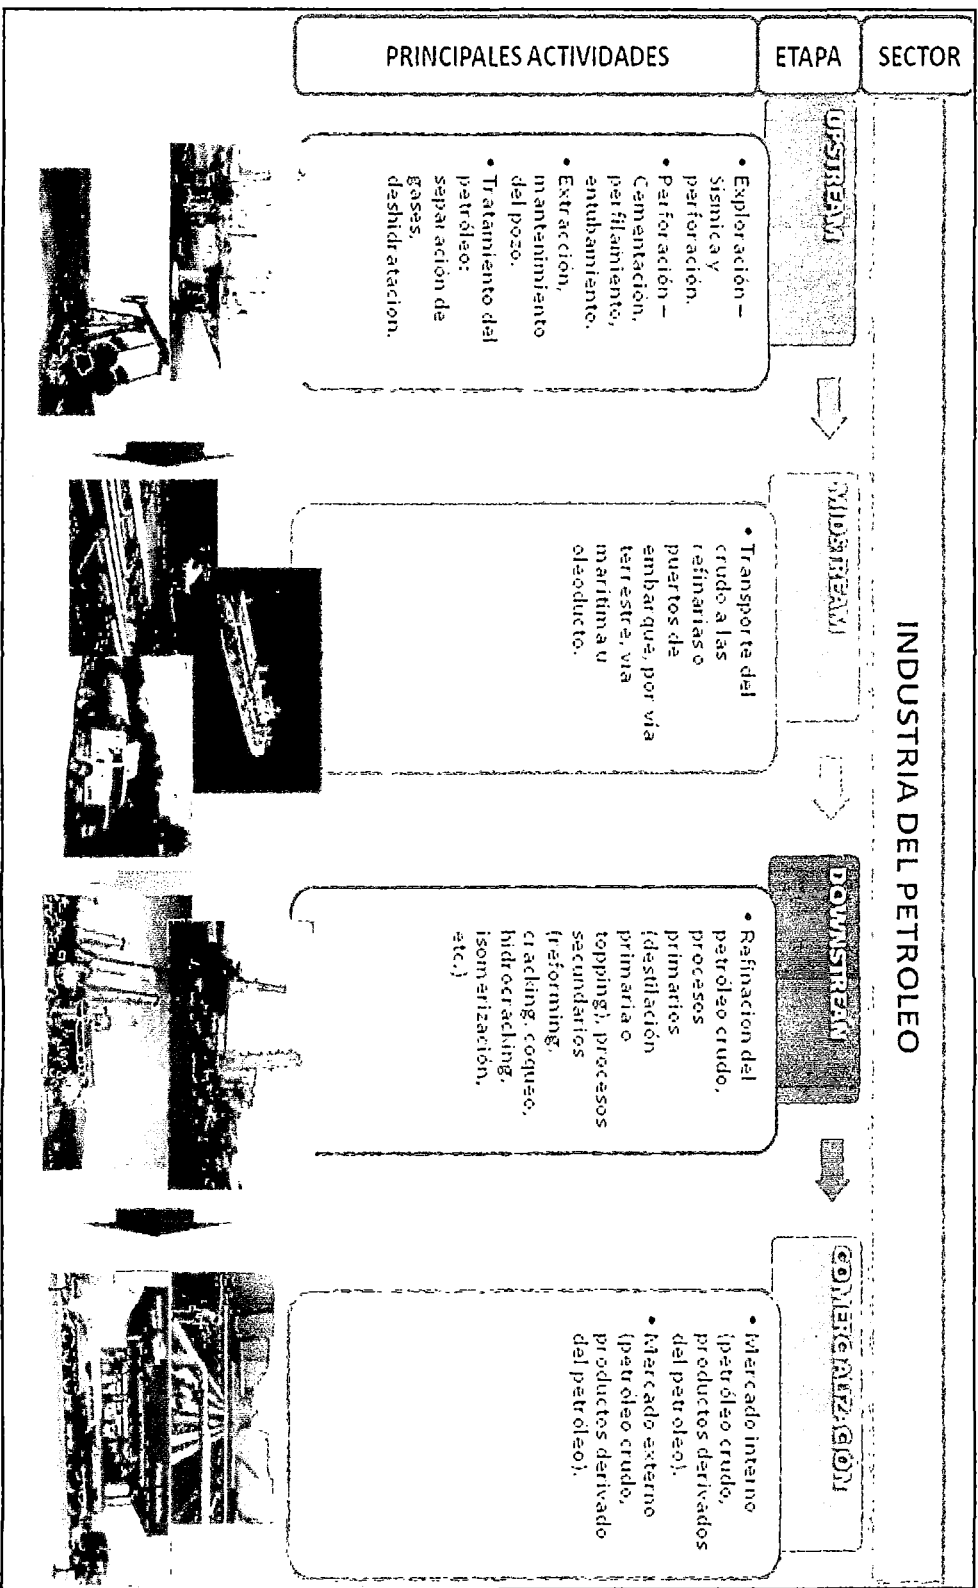 SECTOR
INDUSTRIA DEL PETROLEO
ETAPA
UPSTREAM
MIDSTREAM
DOWNSTREAN
COMERCIALIZACIÓN
PRINCIPALES ACTIVIDADES
• Exploración –
Sísmica y
perforación.
• Perforación –
Cementación,
perfilamiento,
entubamiento.
• Extracción,
mantenimiento
del pozo.
• Tratamiento del
petróleo:
separación de
gases,
deshidratacion.
• Transporte del
crudo a las
refinarias o
puertos de
embarque, por vía
terrestre, vía
marítima u
oleoducto.
• Refinacion del
petróleo crudo,
procesos
primarios
(destilación
primaria o
topping), procesos
secundarios
(reforming,
cracking, coqueo,
hidrocracking,
isomerización,
etc.)
• Mercado interno
(petróleo crudo,
productos derivados
del petroleo).
• Mercado externo
(petroleo crudo,
productos derivado
del petróleo).